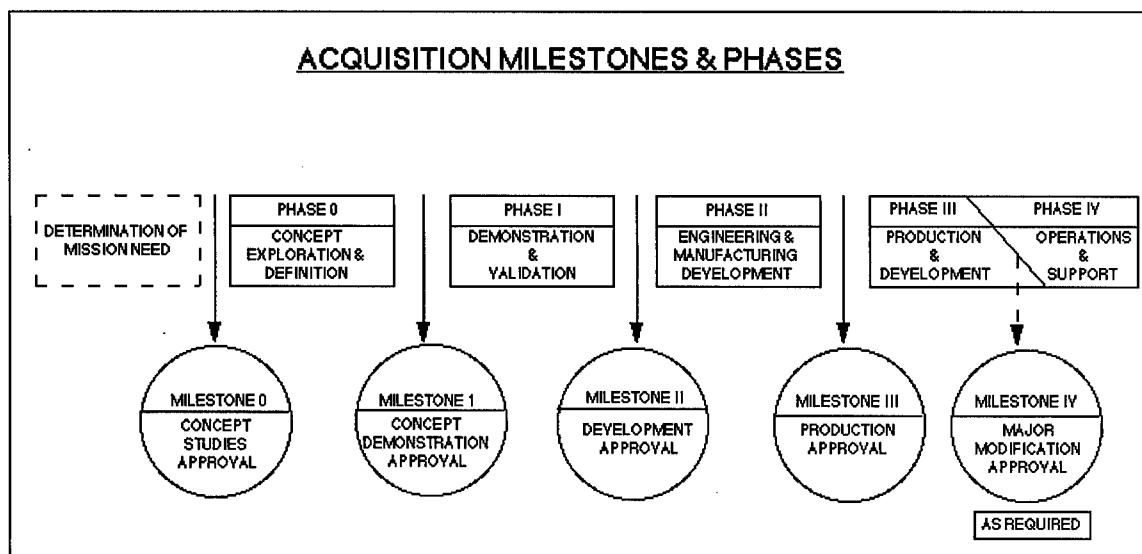 ACQUISITION MILESTONES & PHASES
DETERMINATION OF
MISSION NEED
PHASE 0
CONCEPT
EXPLORATION &
DEFINITION
PHASE I
DEMONSTRATION
&
VALIDATION
PHASE II
ENGINEERING &
MANUFACTURING
DEVELOPMENT
PHASE III
PRODUCTION
&
DEVELOPMENT
PHASE IV
OPERATIONS
&
SUPPORT
MILESTONE 0
CONCEPT
STUDIES
APPROVAL
MILESTONE 1
CONCEPT
DEMONSTRATION
APPROVAL
MILESTONE II
DEVELOPMENT
APPROVAL
MILESTONE III
PRODUCTION
APPROVAL
MILESTONE IV
MAJOR
MODIFICATION
APPROVAL
AS REQUIRED